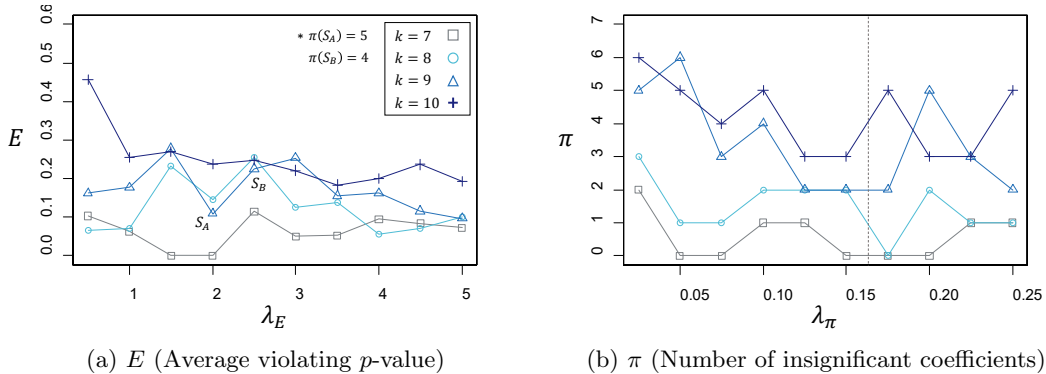 0.6
0.5
0.4
0.3
0.2
0.1
0.0
E
* π(S_A) = 5
π(S_B) = 4
k = 7
k = 8
k = 9
k = 10
S_A
S_B
1 2 3 4 5
λ_E
(a) E (Average violating p-value)
7
6
5
4
3
2
1
0
π
0.05 0.10 0.15 0.20 0.25
λ_π
(b) π (Number of insignificant coefficients)